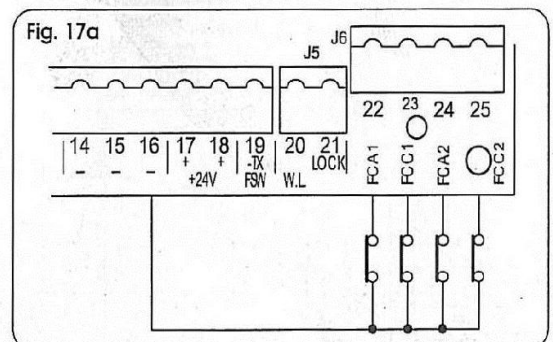 Fig. 17a
J5
J6
14 15 16 17 18 19 20 21 22 23 24 25
- - - + + -TX LOCK
+24V FSW W.L
FCA1 FCC1 FCA2 FCC2